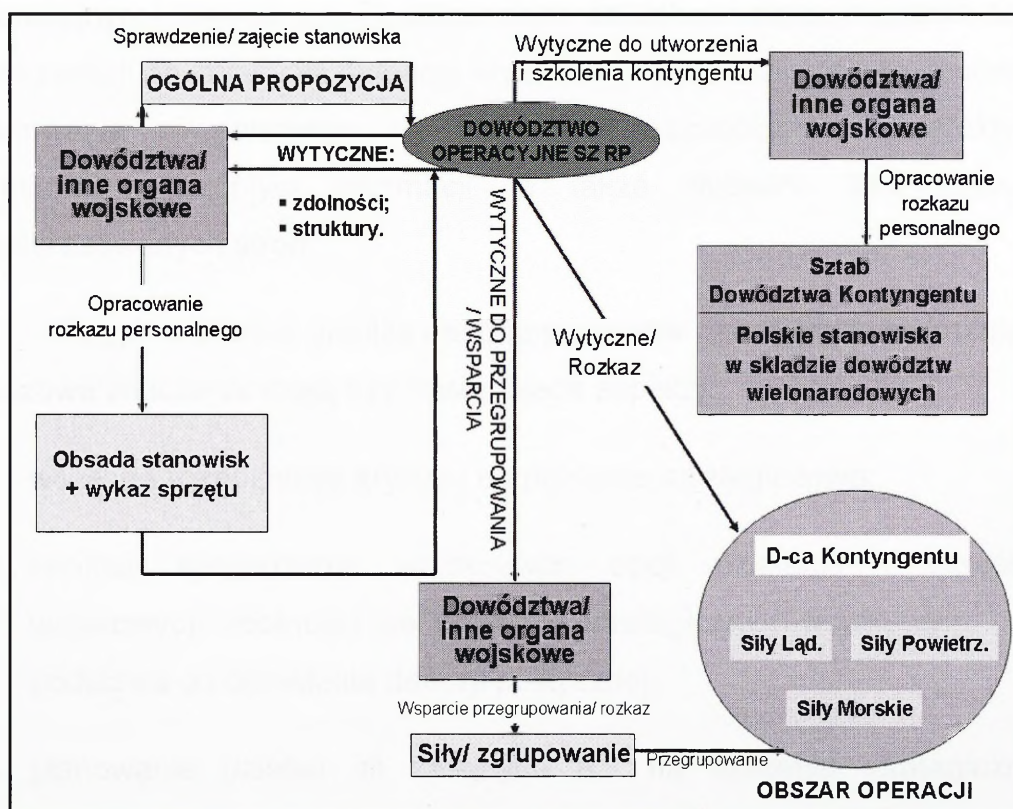 Sprawdzenie/ zajęcie stanowiska
OGÓLNA PROPOZYCJA
Dowództwa/
inne organa
wojskowe
WYTYCZNE:
▪ zdolności;
▪ struktury.
DOWÓDZTWO
OPERACYJNE SZ RP
Wytyczne do utworzenia
i szkolenia kontyngentu
Dowództwa/
inne organa
wojskowe
Opracowanie
rozkazu
personalnego
Sztab
Dowództwa Kontyngentu
Polskie stanowiska
w składzie dowództw
wielonarodowych
Opracowanie
rozkazu personalnego
Obsada stanowisk
+ wykaz sprzętu
WYTYCZNE DO PRZEGRUPOWANIA
/ WSPARCIA
Wytyczne/
Rozkaz
Dowództwa/
inne organa
wojskowe
Wsparcie przegrupowania/ rozkaz
Siły/ zgrupowanie
Przegrupowanie
D-ca Kontyngentu
Siły Ląd.
Siły Powietrz.
Siły Morskie
OBSZAR OPERACJI